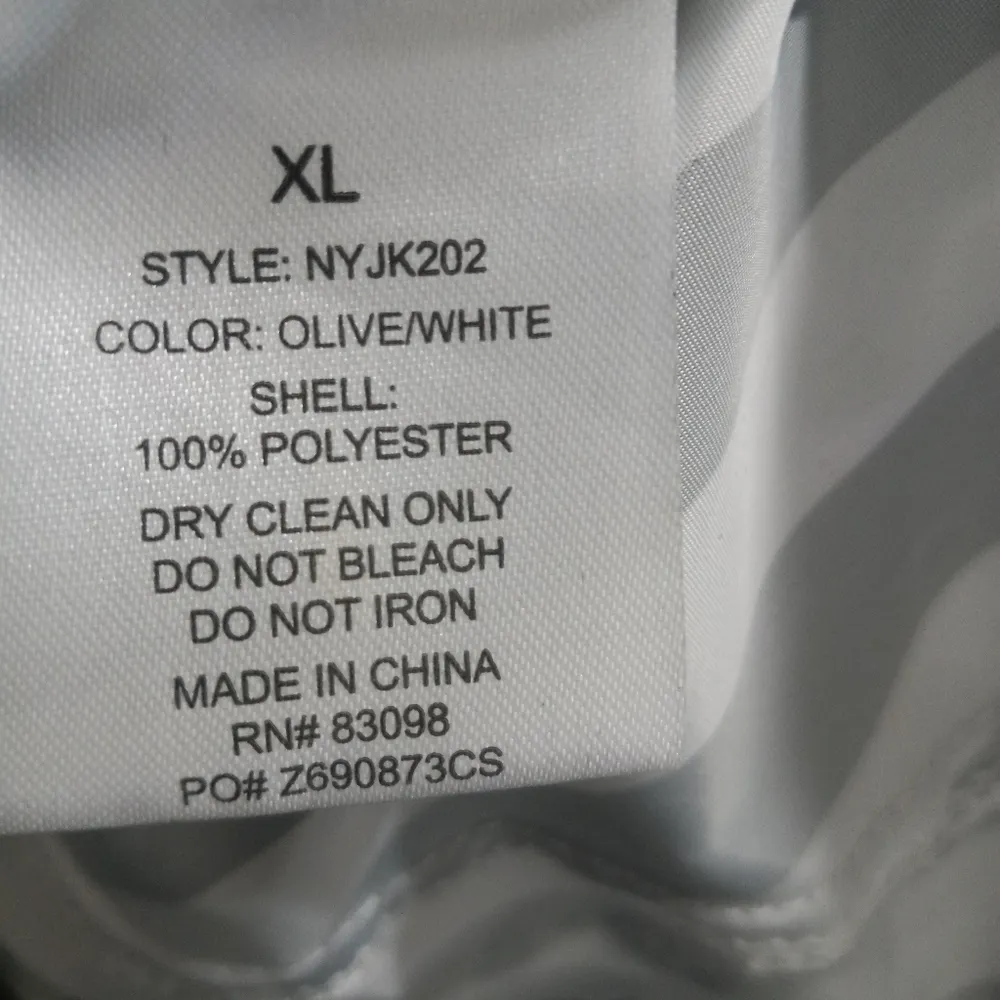 XL
STYLE: NYJK202
COLOR: OLIVE/WHITE
SHELL:
100% POLYESTER
DRY CLEAN ONLY
DO NOT BLEACH
DO NOT IRON
MADE IN CHINA
RN# 83098
PO# Z690873CS